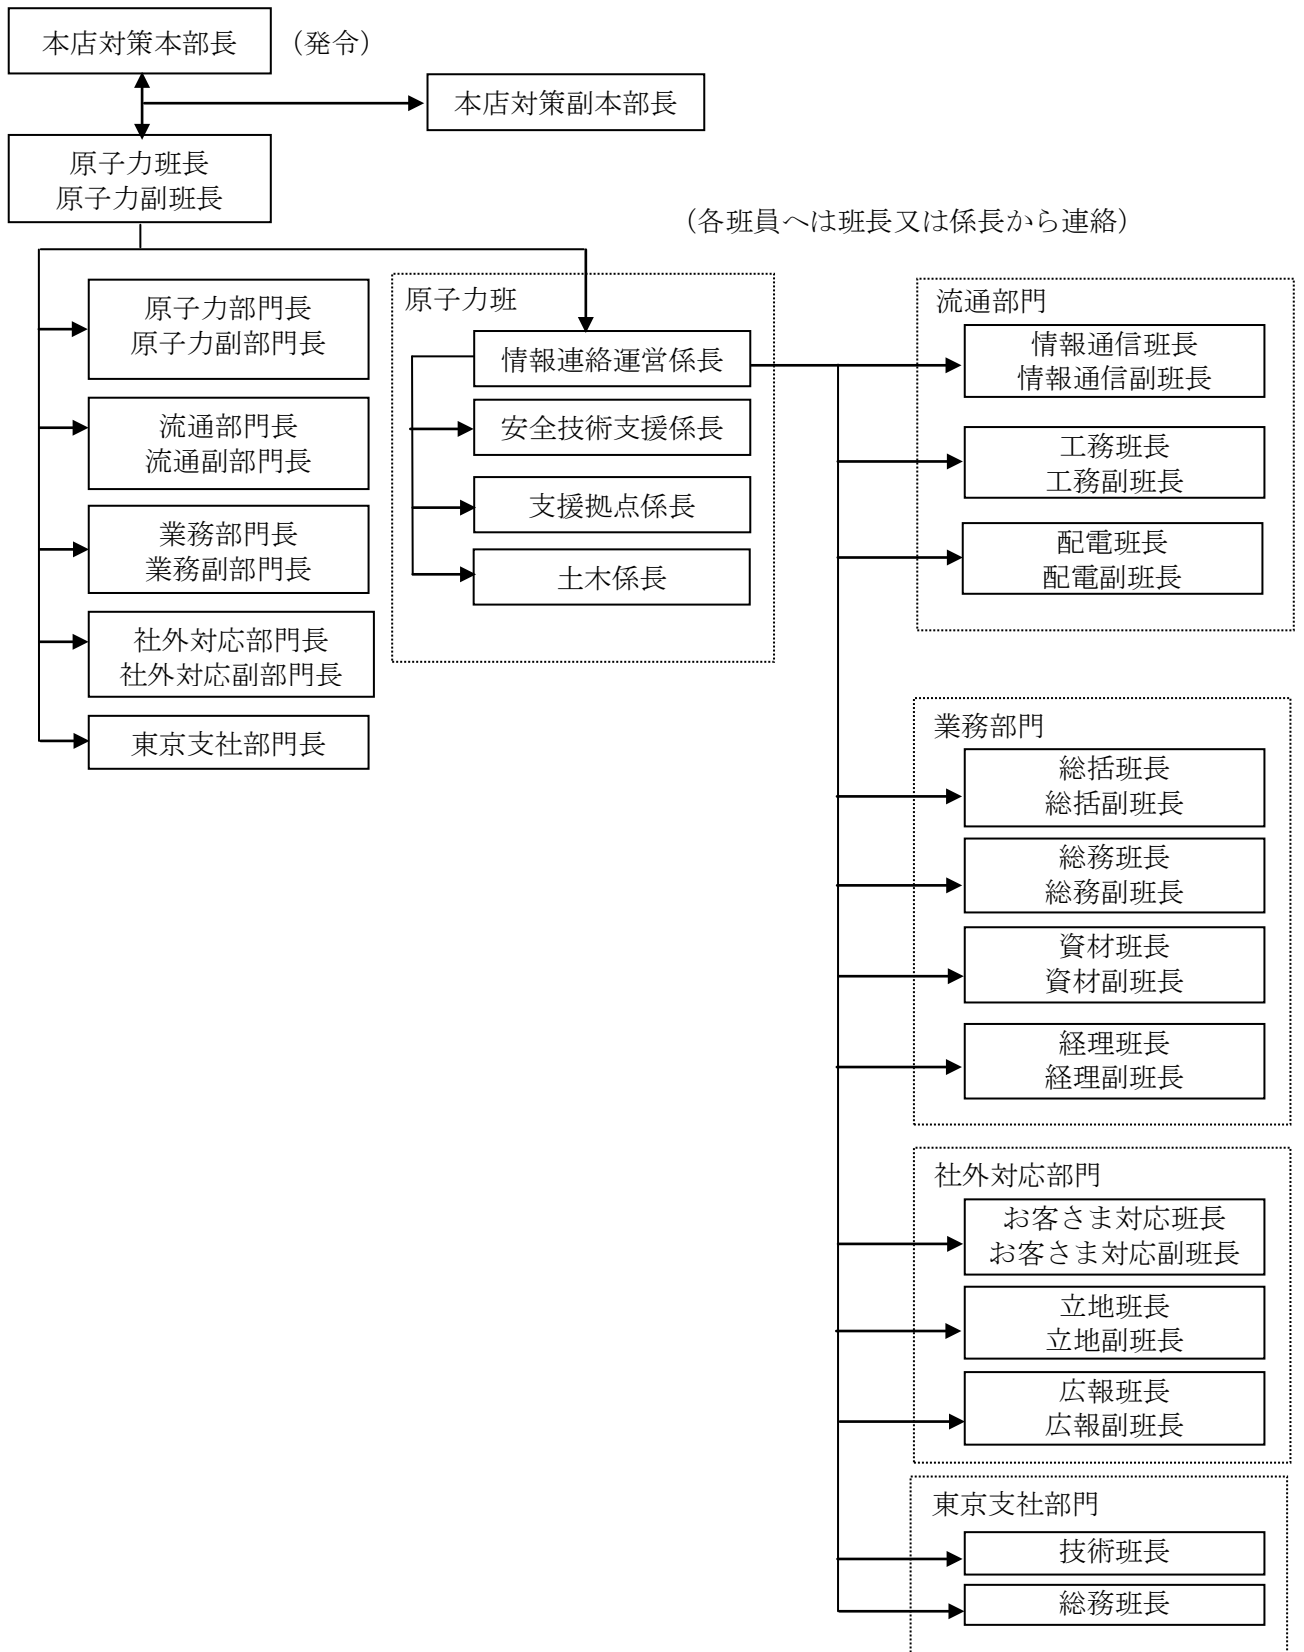 本店対策本部長
（発令）
本店対策副本部長
原子力班長
原子力副班長
（各班員へは班長又は係長から連絡）
原子力部門長
原子力副部門長
流通部門長
流通副部門長
業務部門長
業務副部門長
社外対応部門長
社外対応副部門長
東京支社部門長
原子力班
情報連絡運営係長
安全技術支援係長
支援拠点係長
土木係長
流通部門
情報通信班長
情報通信副班長
工務班長
工務副班長
配電班長
配電副班長
業務部門
総括班長
総括副班長
総務班長
総務副班長
資材班長
資材副班長
経理班長
経理副班長
社外対応部門
お客さま対応班長
お客さま対応副班長
立地班長
立地副班長
広報班長
広報副班長
東京支社部門
技術班長
総務班長